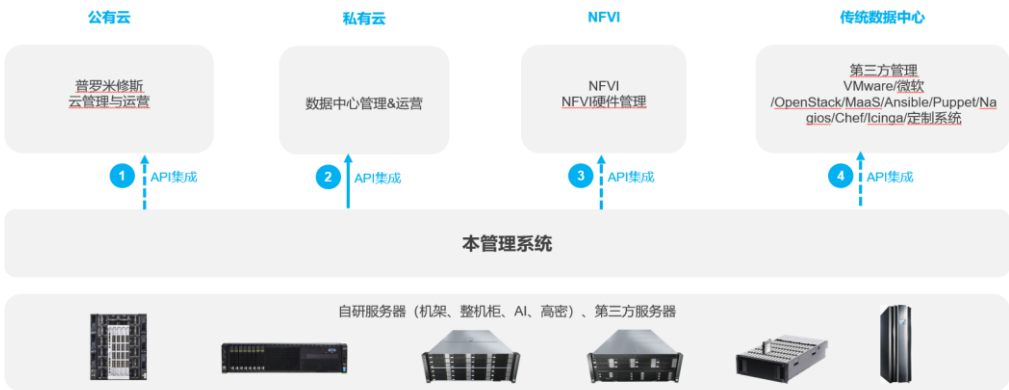 公有云
私有云
NFVI
传统数据中心
普罗米修斯
云管理与运营
数据中心管理&运营
NFVI
NFVI硬件管理
第三方管理
VMware/微软
/OpenStack/MaaS/Ansible/Puppet/Na
gios/Chef/Icinga/定制系统
1 API集成
2 API集成
3 API集成
4 API集成
本管理系统
自研服务器（机架、整机柜、AI、高密）、第三方服务器